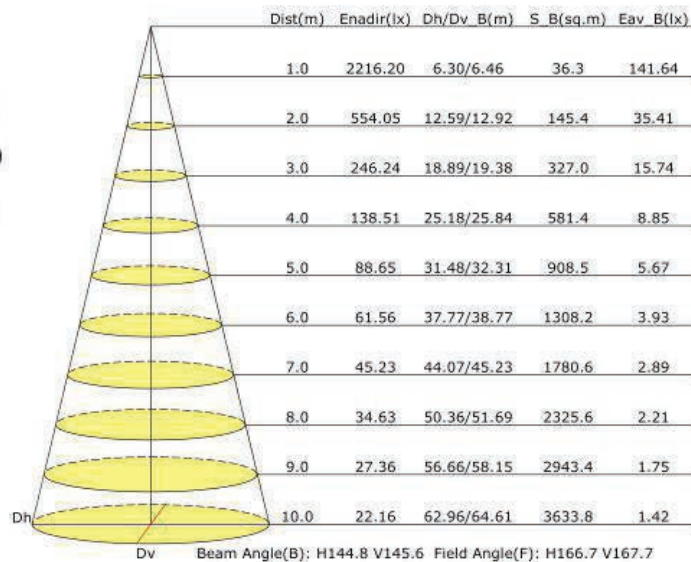 Dist(m) Enadir(lx) Dh/Dv_B(m) S_B(sq.m) Eav_B(lx)
1.0 2216.20 6.30/6.46 36.3 141.64
2.0 554.05 12.59/12.92 145.4 35.41
3.0 246.24 18.89/19.38 327.0 15.74
4.0 138.51 25.18/25.84 581.4 8.85
5.0 88.65 31.48/32.31 908.5 5.67
6.0 61.56 37.77/38.77 1308.2 3.93
7.0 45.23 44.07/45.23 1780.6 2.89
8.0 34.63 50.36/51.69 2325.6 2.21
9.0 27.36 56.66/58.15 2943.4 1.75
Dh 10.0 22.16 62.96/64.61 3633.8 1.42
Dv Beam Angle(B): H144.8 V145.6 Field Angle(F): H166.7 V167.7